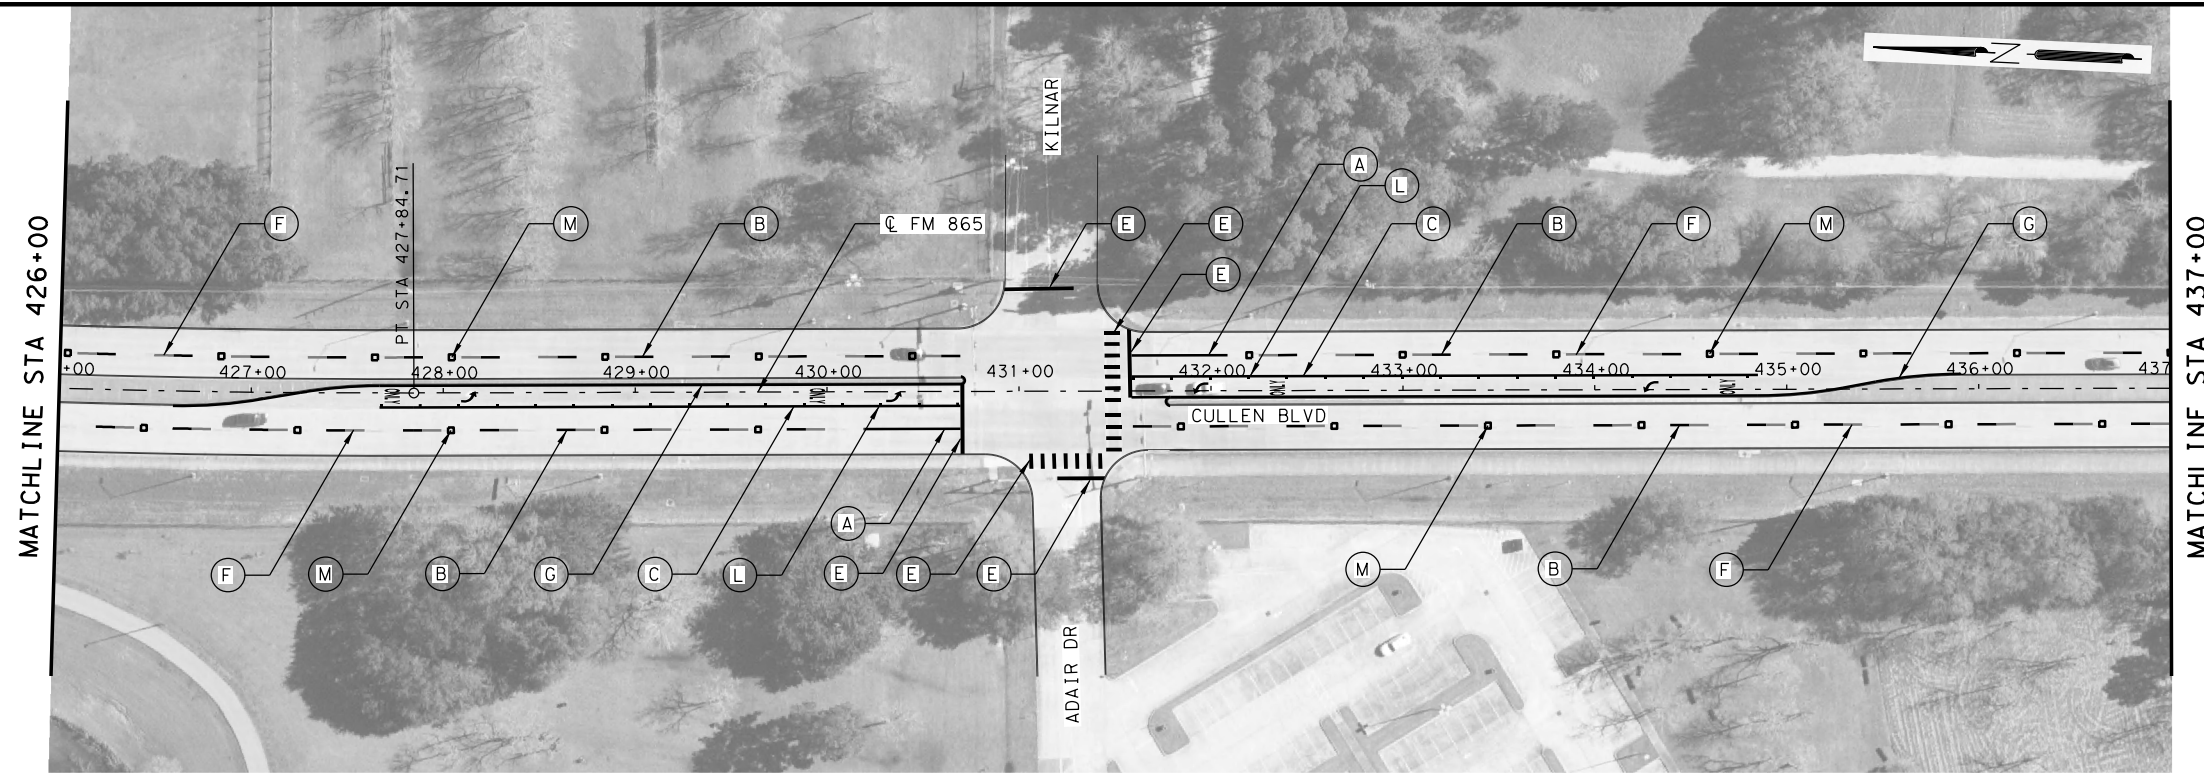 N
KILNAR
A
L
F
M
B
℄ FM 865
E
E
C
B
F
M
G
E
PT STA 427+84.71
MATCHLINE STA 426+00
MATCHLINE STA 437+00
+00
427+00
428+00
429+00
430+00
431+00
432+00
433+00
434+00
435+00
436+00
437
ONLY
ONLY
ONLY
ONLY
CULLEN BLVD
A
F
M
B
G
C
L
E
E
E
M
B
F
ADAIR DR